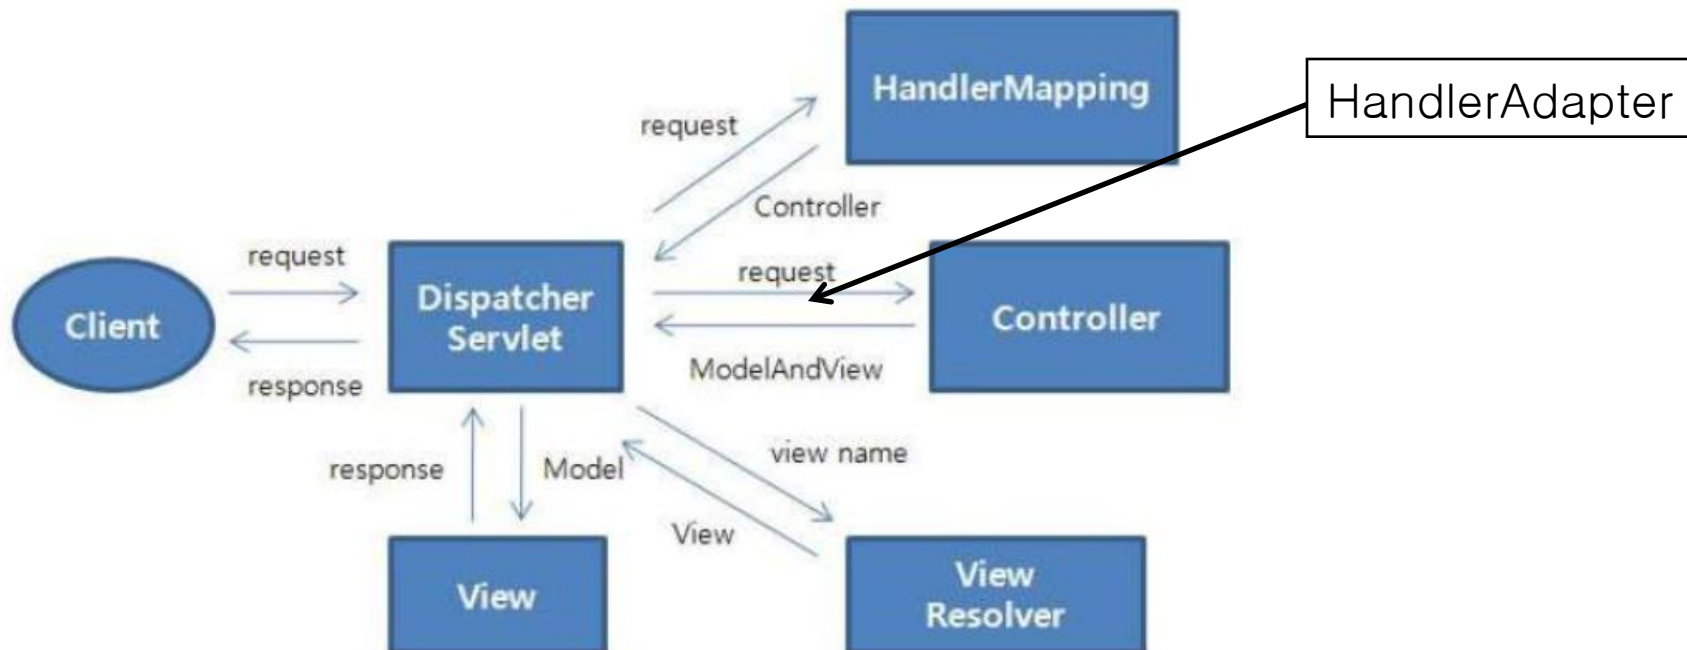 HandlerMapping
HandlerAdapter
request
Controller
request
request
Client
Dispatcher
Servlet
Controller
response
ModelAndView
response
Model
view name
View
View
View
Resolver